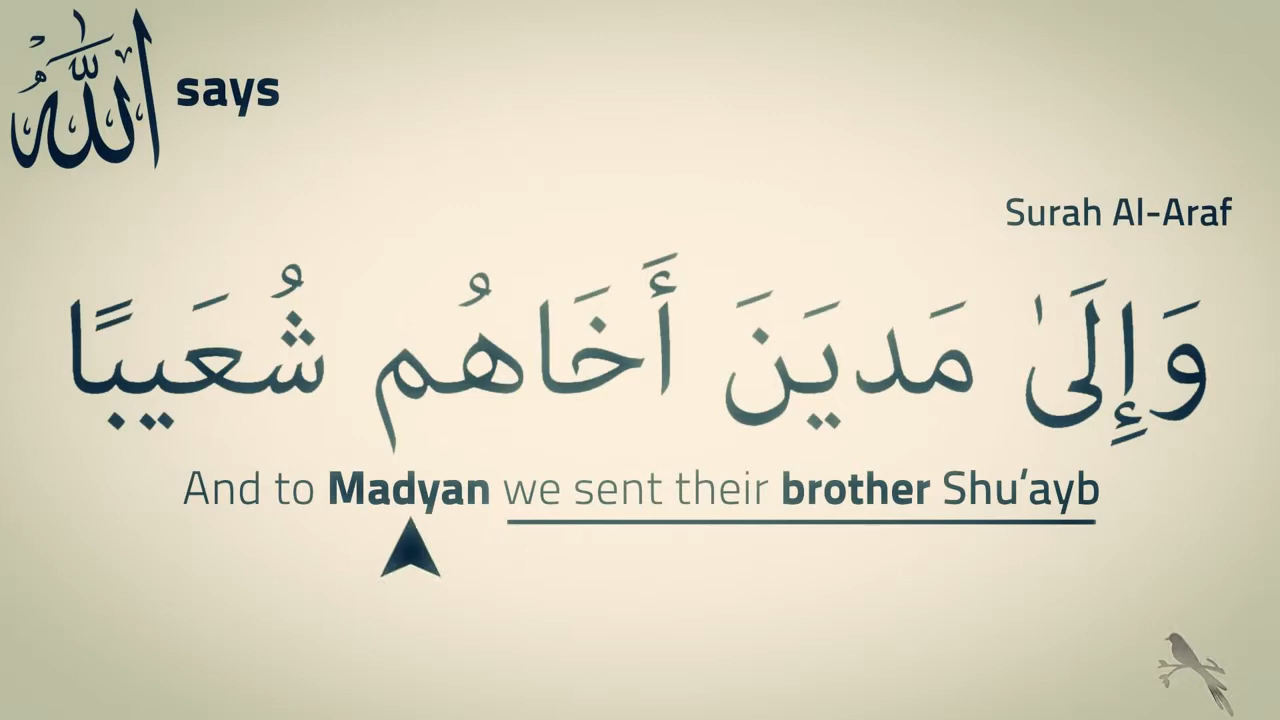 الله says
Surah Al-Araf
وَإِلَىٰ مَديَنَ أَخَاهُم شُعَيبًا
And to Madyan we sent their brother Shu’ayb